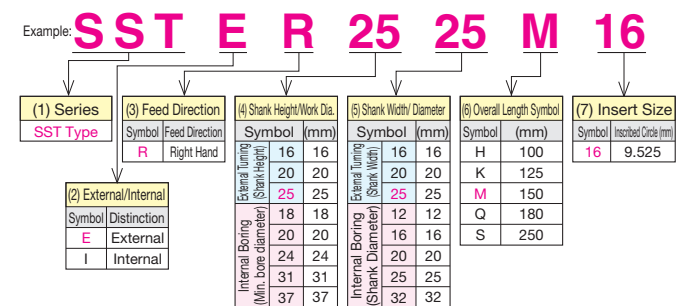 Example: SST E R 25 25 M 16
(1) Series
SST Type
(2) External/Internal
Symbol Distinction
E External
I Internal
(3) Feed Direction
Symbol Feed Direction
R Right Hand
(4) Shank Height/Work Dia.
Symbol (mm)
External Turning
(Shank Height)
16 16
20 20
25 25
Internal Boring
(Min. bore diameter)
18 18
20 20
24 24
31 31
37 37
(5) Shank Width/ Diameter
Symbol (mm)
External Turning
(Shank Width)
16 16
20 20
25 25
Internal Boring
(Shank Diameter)
12 12
16 16
20 20
25 25
32 32
(6) Overall Length Symbol
Symbol (mm)
H 100
K 125
M 150
Q 180
S 250
(7) Insert Size
Symbol Inscribed Circle (mm)
16 9.525